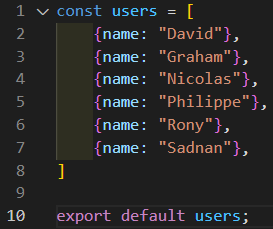 1 const users = [
2 {name: "David"},
3 {name: "Graham"},
4 {name: "Nicolas"},
5 {name: "Philippe"},
6 {name: "Rony"},
7 {name: "Sadnan"},
8 ]
9
10 export default users;